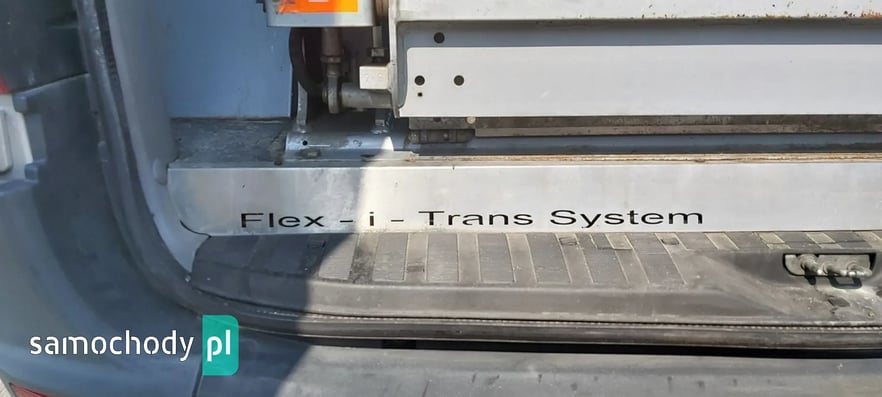 Flex - i - Trans System
samochody pl